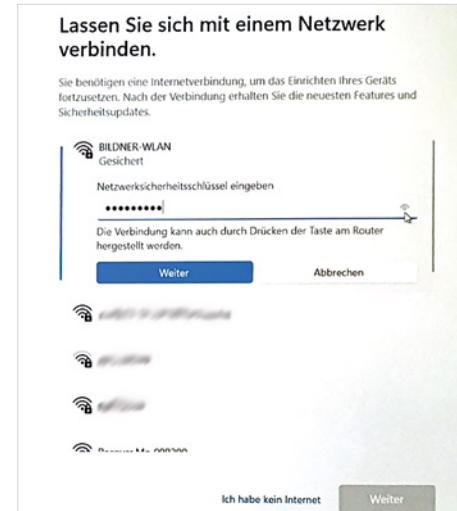 Lassen Sie sich mit einem Netzwerk
verbinden.
Sie benötigen eine Internetverbindung, um das Einrichten Ihres Geräts
fortzusetzen. Nach der Verbindung erhalten Sie die neuesten Features und
Sicherheitsupdates.
BILDNER-WLAN
Gesichert
Netzwerksicherheitsschlüssel eingeben
•••••••••
Die Verbindung kann auch durch Drücken der Taste am Router
hergestellt werden.
Weiter Abbrechen
Ich habe kein Internet Weiter